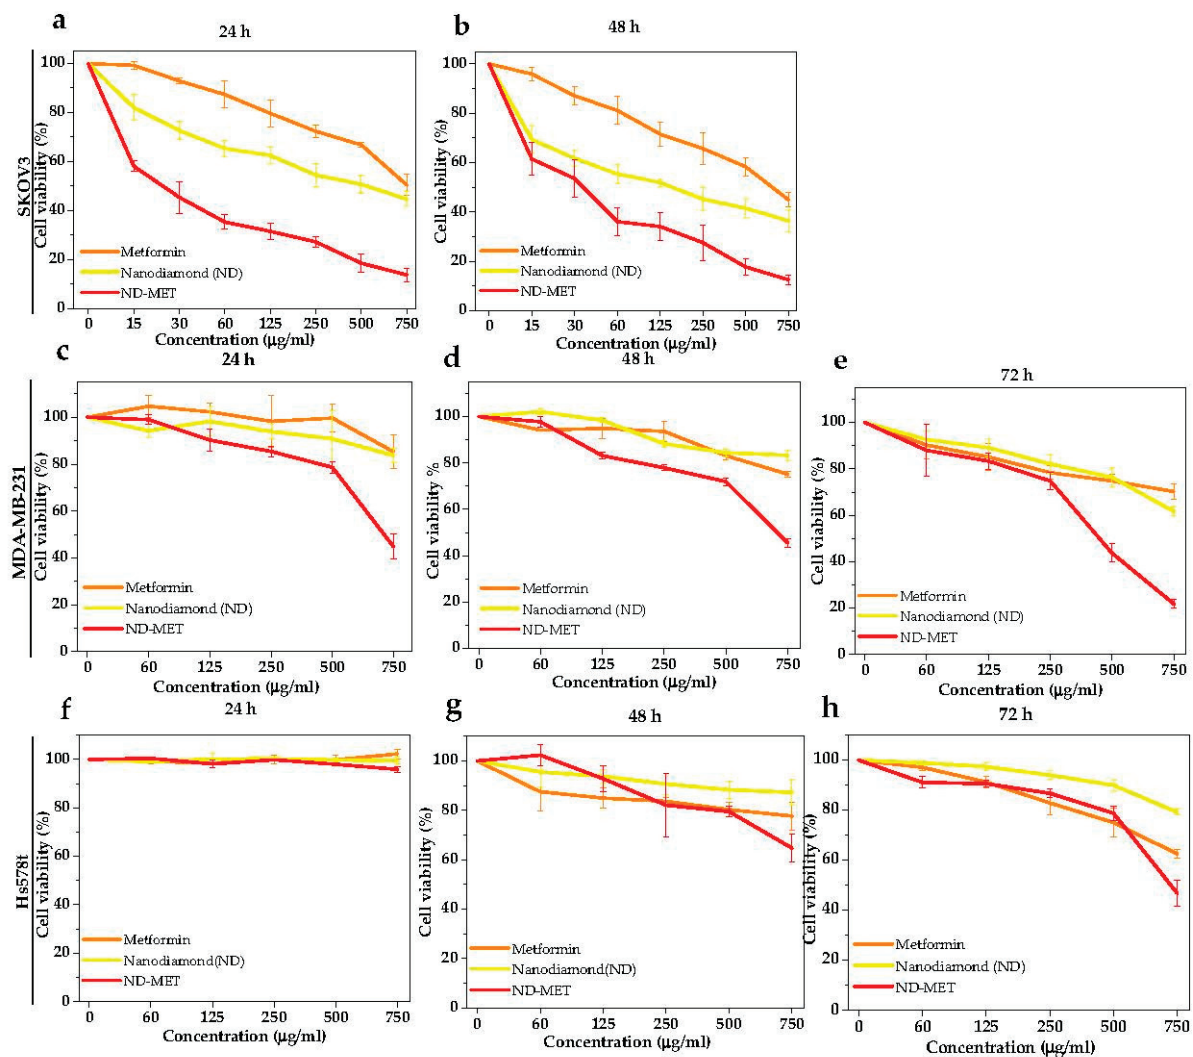 a
24 h
b
48 h
SKOV3
Cell viability (%)
100
80
60
40
20
0
Metformin
Nanodiamond (ND)
ND-MET
0 15 30 60 125 250 500 750
Concentration (µg/ml)
Cell viability (%)
100
80
60
40
20
0
Metformin
Nanodiamond (ND)
ND-MET
0 15 30 60 125 250 500 750
Concentration (µg/ml)
c
24 h
d
48 h
e
72 h
MDA-MB-231
Cell viability (%)
100
80
60
40
20
0
Metformin
Nanodiamond (ND)
ND-MET
0 60 125 250 500 750
Concentration (µg/ml)
Cell viability %
100
80
60
40
20
0
Metformin
Nanodiamond (ND)
ND-MET
0 60 125 250 500 750
Concentration (µg/ml)
Cell viability (%)
100
80
60
40
20
0
Metformin
Nanodiamond (ND)
ND-MET
0 60 125 250 500 750
Concentration (µg/ml)
f
24 h
g
48 h
h
72 h
Hs578t
Cell viability (%)
100
80
60
40
20
0
Metformin
Nanodiamond(ND)
ND-MET
0 60 125 250 500 750
Concentration (µg/ml)
Cell viability (%)
100
80
60
40
20
0
Metformin
Nanodiamond(ND)
ND-MET
0 60 125 250 500 750
Concentration (µg/ml)
Cell viability (%)
100
80
60
40
20
0
Metformin
Nanodiamond (ND)
ND-MET
0 60 125 250 500 750
Concentration (µg/ml)